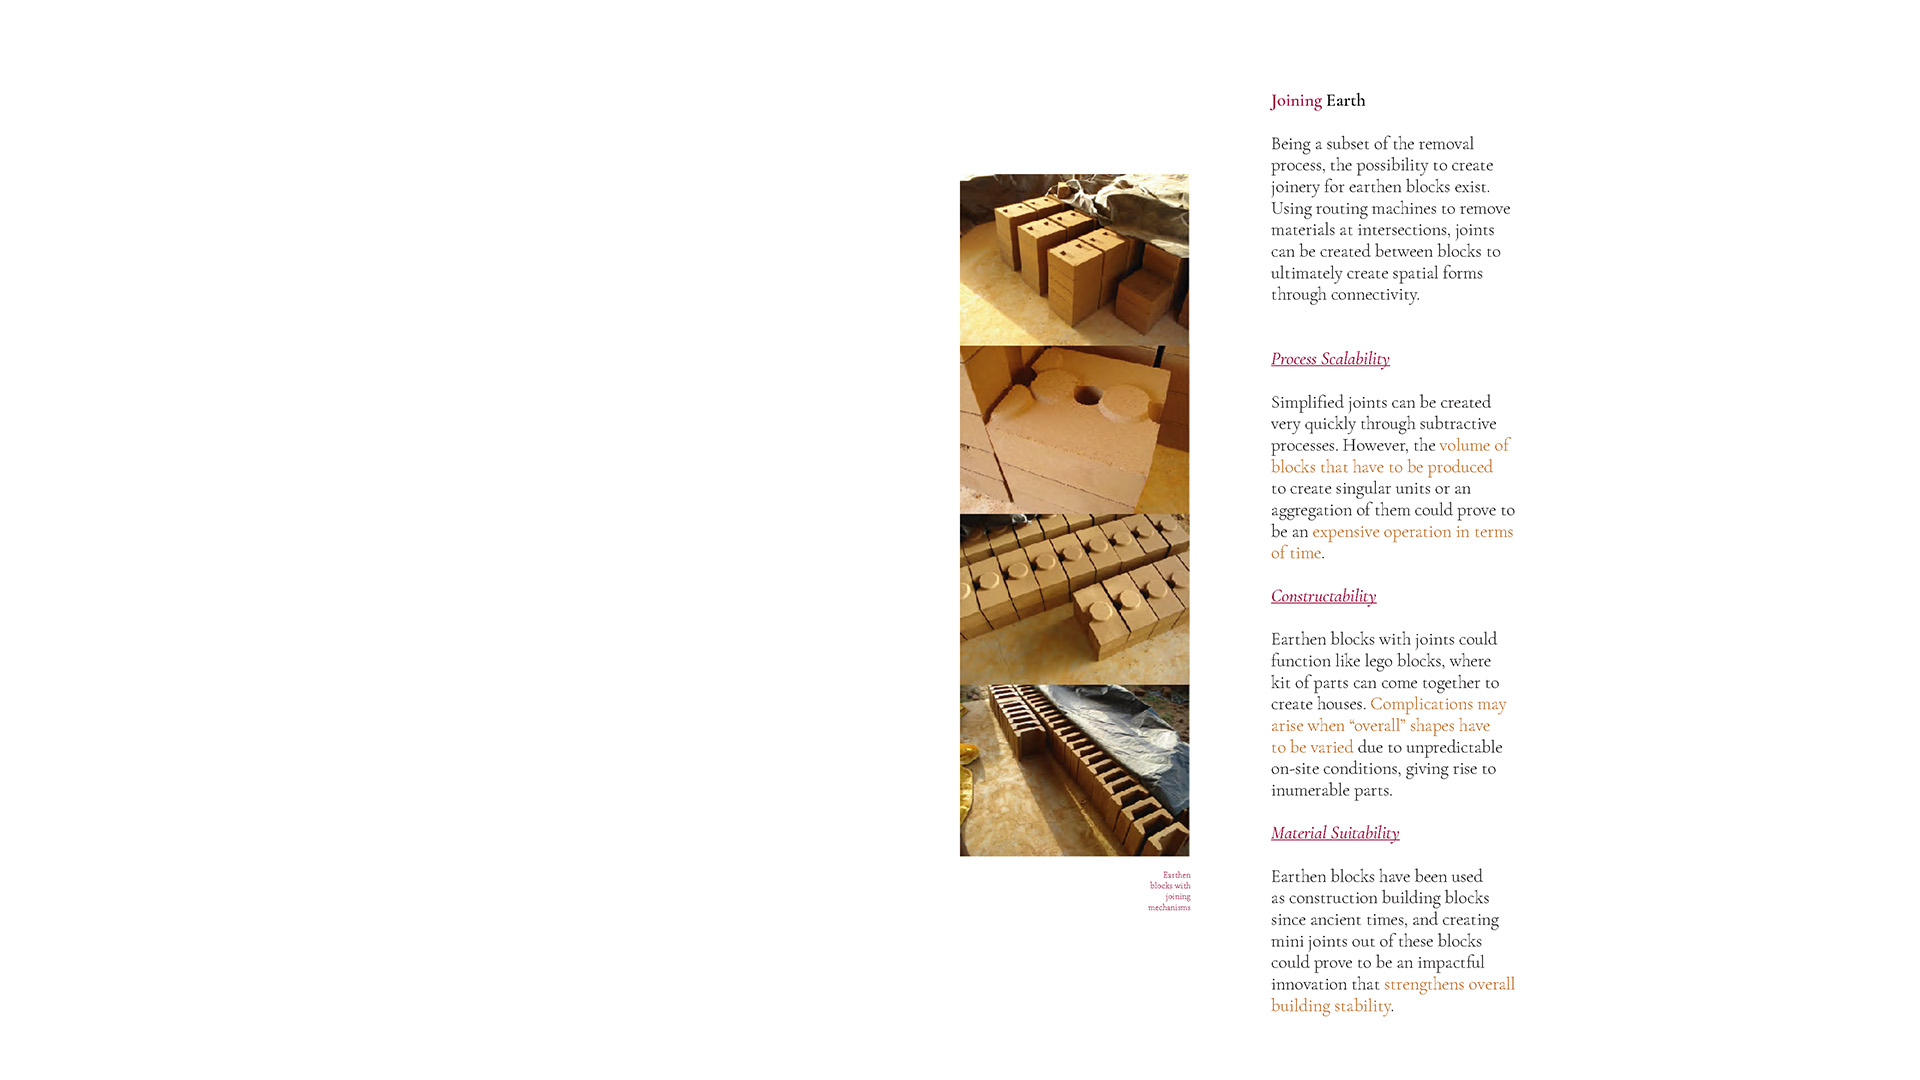 Joining Earth
Being a subset of the removal
process, the possibility to create
joinery for earthen blocks exist.
Using routing machines to remove
materials at intersections, joints
can be created between blocks to
ultimately create spatial forms
through connectivity.
Process Scalability
Simplified joints can be created
very quickly through subtractive
processes. However, the volume of
blocks that have to be produced
to create singular units or an
aggregation of them could prove to
be an expensive operation in terms
of time.
Constructability
Earthen blocks with joints could
function like lego blocks, where
kit of parts can come together to
create houses. Complications may
arise when “overall” shapes have
to be varied due to unpredictable
on-site conditions, giving rise to
inumerable parts.
Material Suitability
Earthen blocks have been used
as construction building blocks
since ancient times, and creating
mini joints out of these blocks
could prove to be an impactful
innovation that strengthens overall
building stability.
Earthen
blocks with
joining
mechanisms